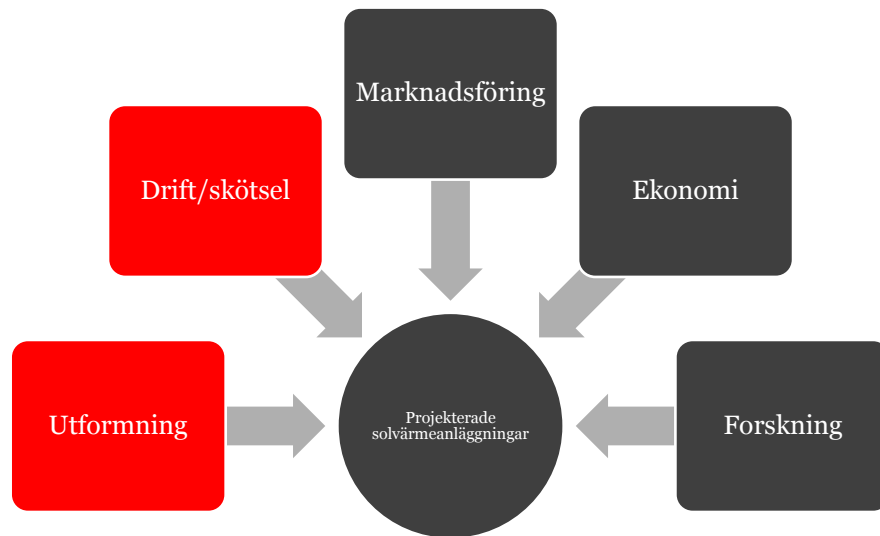 Marknadsföring
Drift/skötsel
Ekonomi
Utformning
Projekterade
solvärmeanläggningar
Forskning